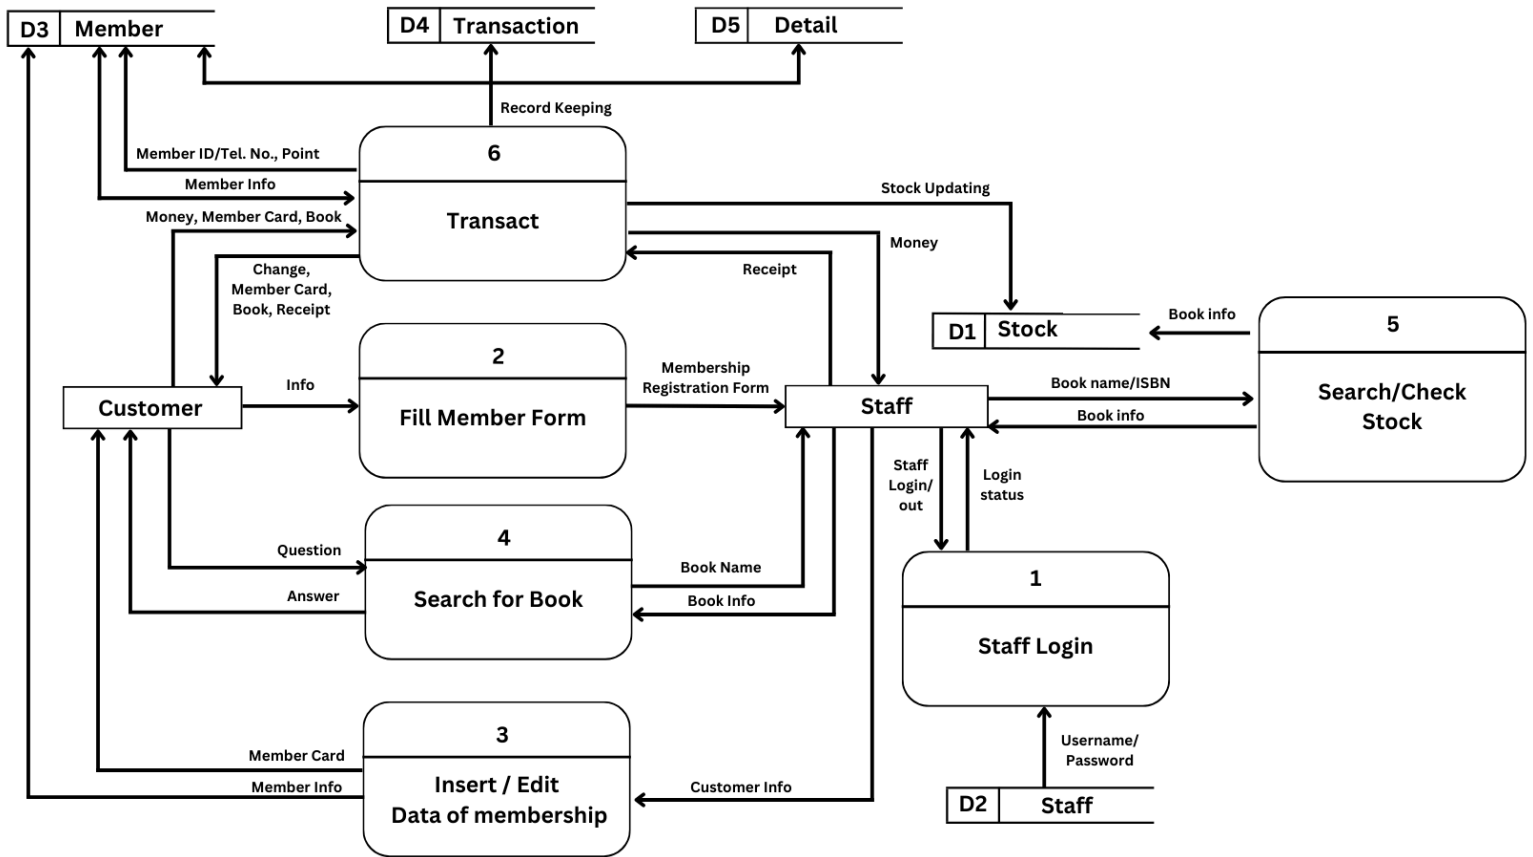 D3 Member
D4 Transaction
D5 Detail
Record Keeping
6
Transact
Member ID/Tel. No., Point
Member Info
Money, Member Card, Book
Change,
Member Card,
Book, Receipt
Stock Updating
Money
Receipt
D1 Stock
Book info
5
Search/Check
Stock
2
Fill Member Form
Customer
Info
Membership
Registration Form
Staff
Book name/ISBN
Book info
Staff
Login/
out
Login
status
4
Search for Book
Question
Answer
Book Name
Book Info
1
Staff Login
3
Insert / Edit
Data of membership
Member Card
Member Info
Customer Info
Username/
Password
D2 Staff